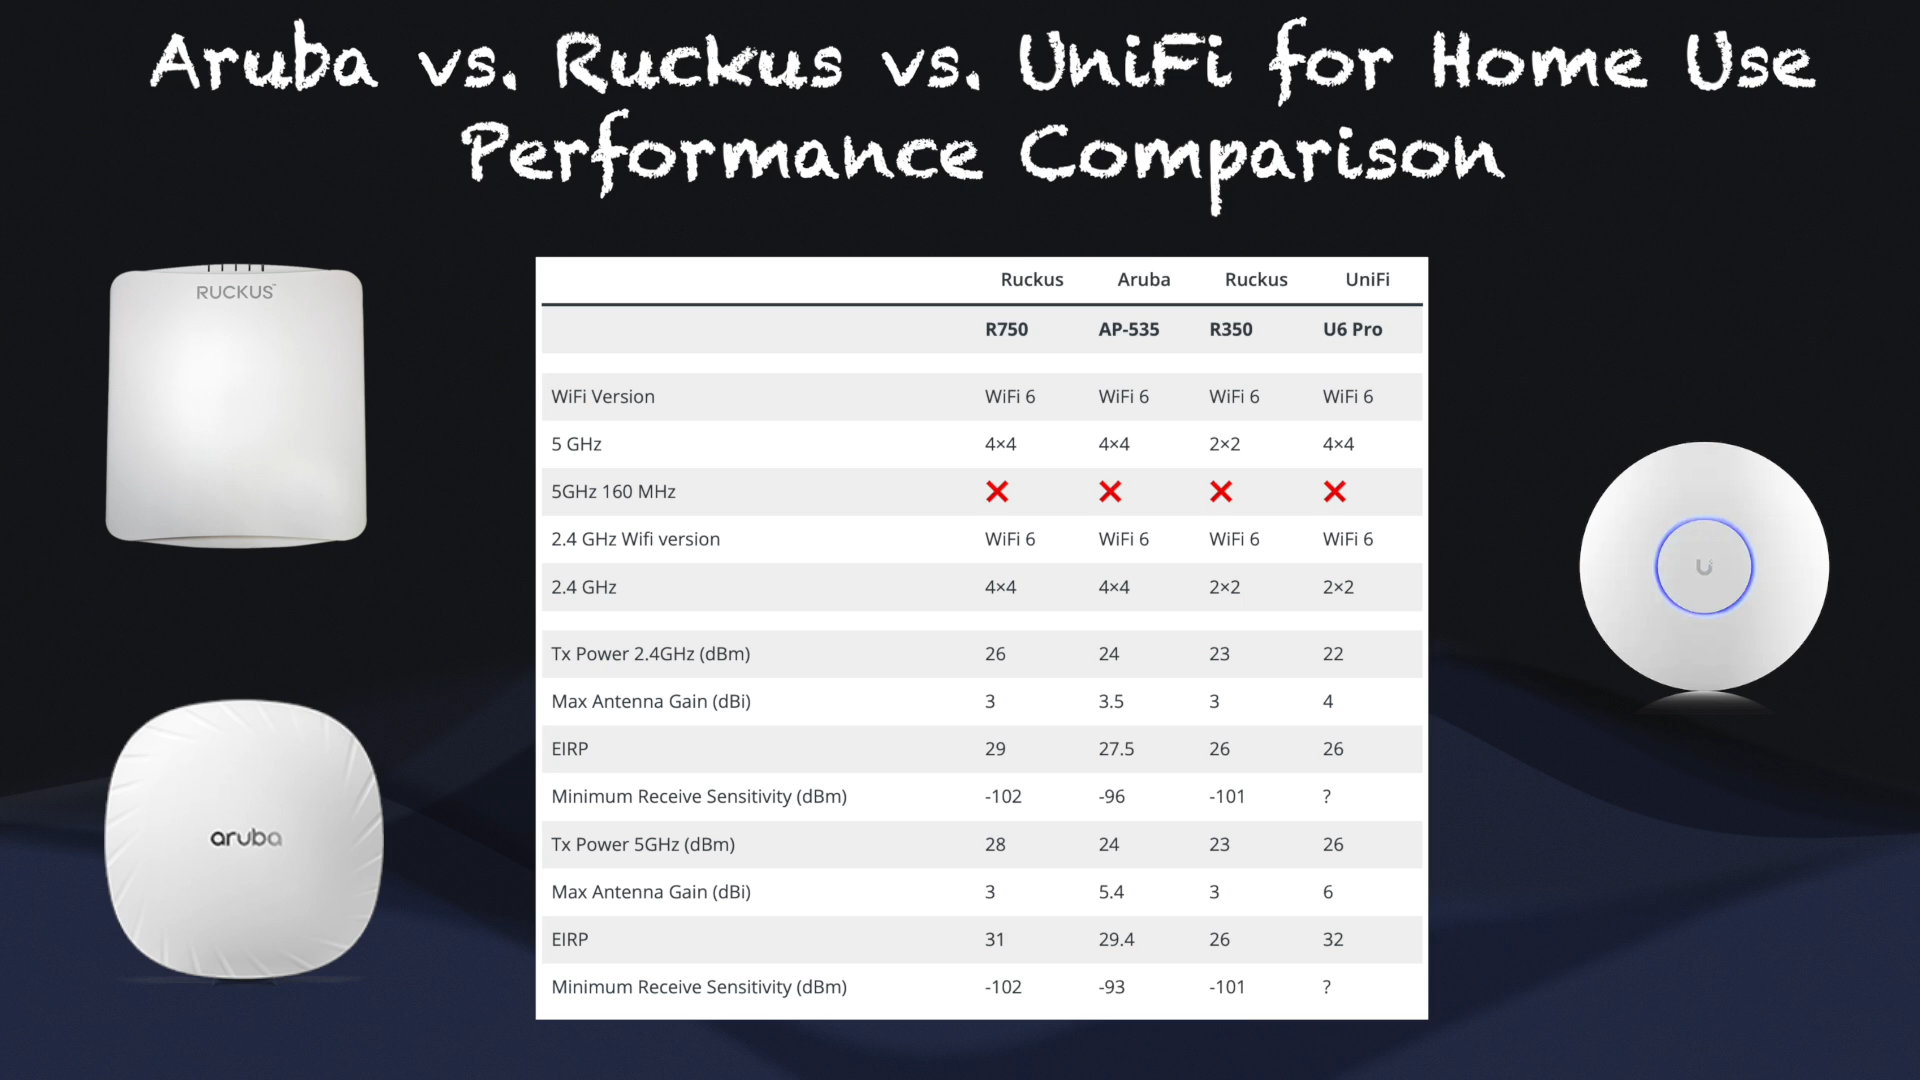 Aruba vs. Ruckus vs. UniFi for Home Use
Performance Comparison
RUCKUS™
aruba
Ruckus Aruba Ruckus UniFi
R750 AP-535 R350 U6 Pro
WiFi Version WiFi 6 WiFi 6 WiFi 6 WiFi 6
5 GHz 4×4 4×4 2×2 4×4
5GHz 160 MHz ❌ ❌ ❌ ❌
2.4 GHz Wifi version WiFi 6 WiFi 6 WiFi 6 WiFi 6
2.4 GHz 4×4 4×4 2×2 2×2
Tx Power 2.4GHz (dBm) 26 24 23 22
Max Antenna Gain (dBi) 3 3.5 3 4
EIRP 29 27.5 26 26
Minimum Receive Sensitivity (dBm) -102 -96 -101 ?
Tx Power 5GHz (dBm) 28 24 23 26
Max Antenna Gain (dBi) 3 5.4 3 6
EIRP 31 29.4 26 32
Minimum Receive Sensitivity (dBm) -102 -93 -101 ?
U